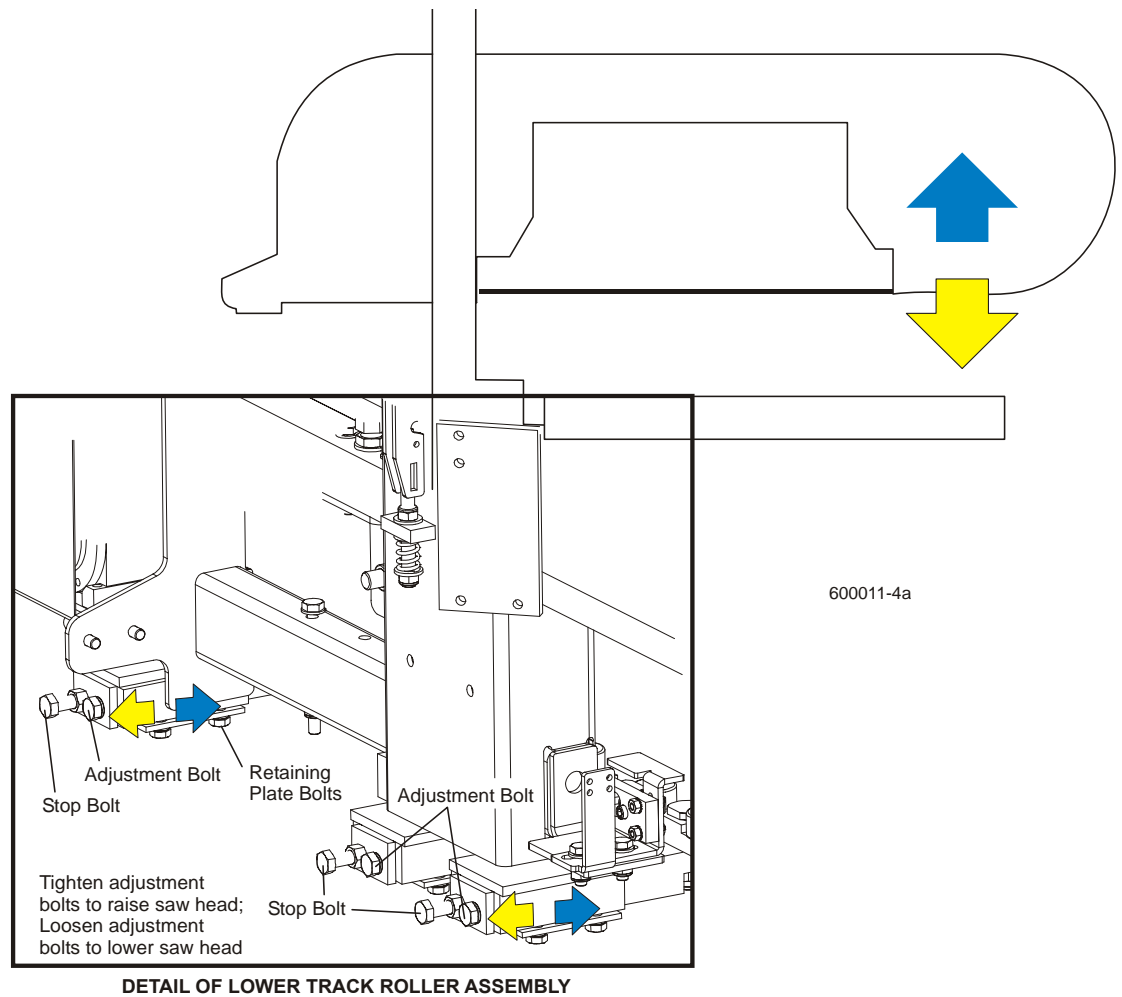 600011-4a
Adjustment Bolt
Stop Bolt
Retaining
Plate Bolts
Adjustment Bolt
Stop Bolt
Tighten adjustment
bolts to raise saw head;
Loosen adjustment
bolts to lower saw head
DETAIL OF LOWER TRACK ROLLER ASSEMBLY